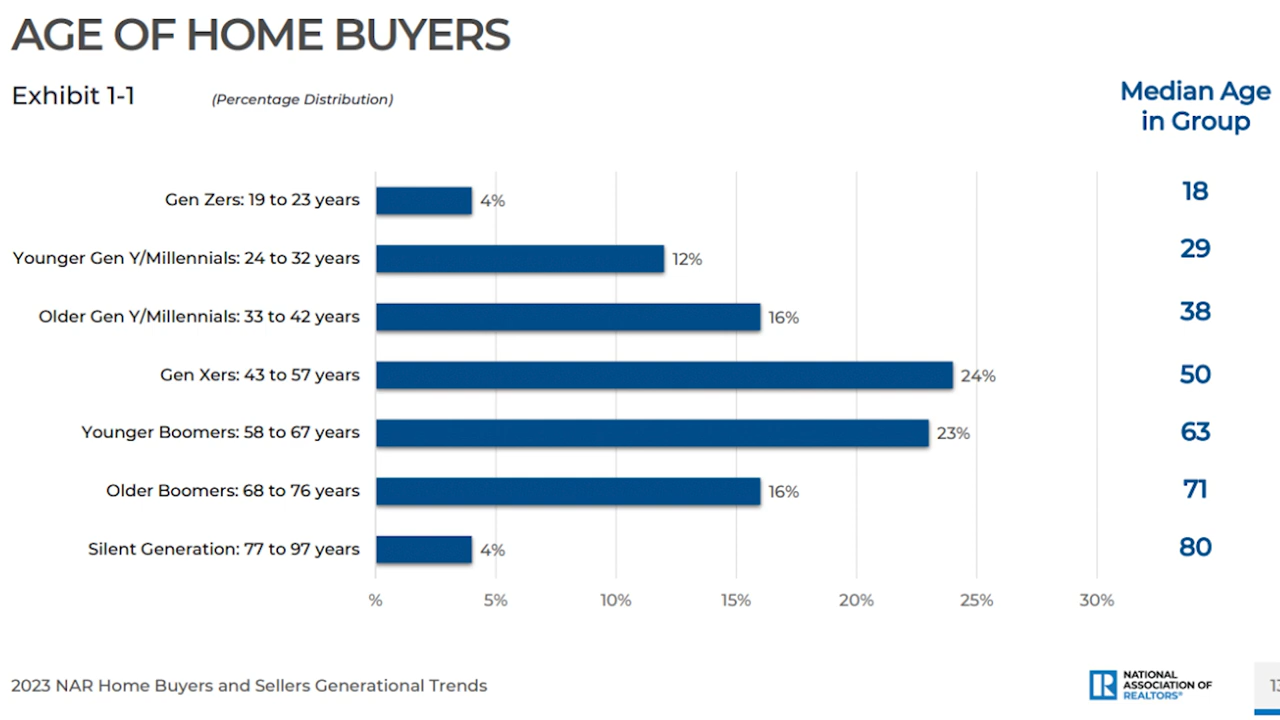 AGE OF HOME BUYERS
Exhibit 1-1
(Percentage Distribution)
Median Age
in Group
Gen Zers: 19 to 23 years 4% 18
Younger Gen Y/Millennials: 24 to 32 years 12% 29
Older Gen Y/Millennials: 33 to 42 years 16% 38
Gen Xers: 43 to 57 years 24% 50
Younger Boomers: 58 to 67 years 23% 63
Older Boomers: 68 to 76 years 16% 71
Silent Generation: 77 to 97 years 4% 80
% 5% 10% 15% 20% 25% 30%
2023 NAR Home Buyers and Sellers Generational Trends
NATIONAL
ASSOCIATION OF
REALTORS®